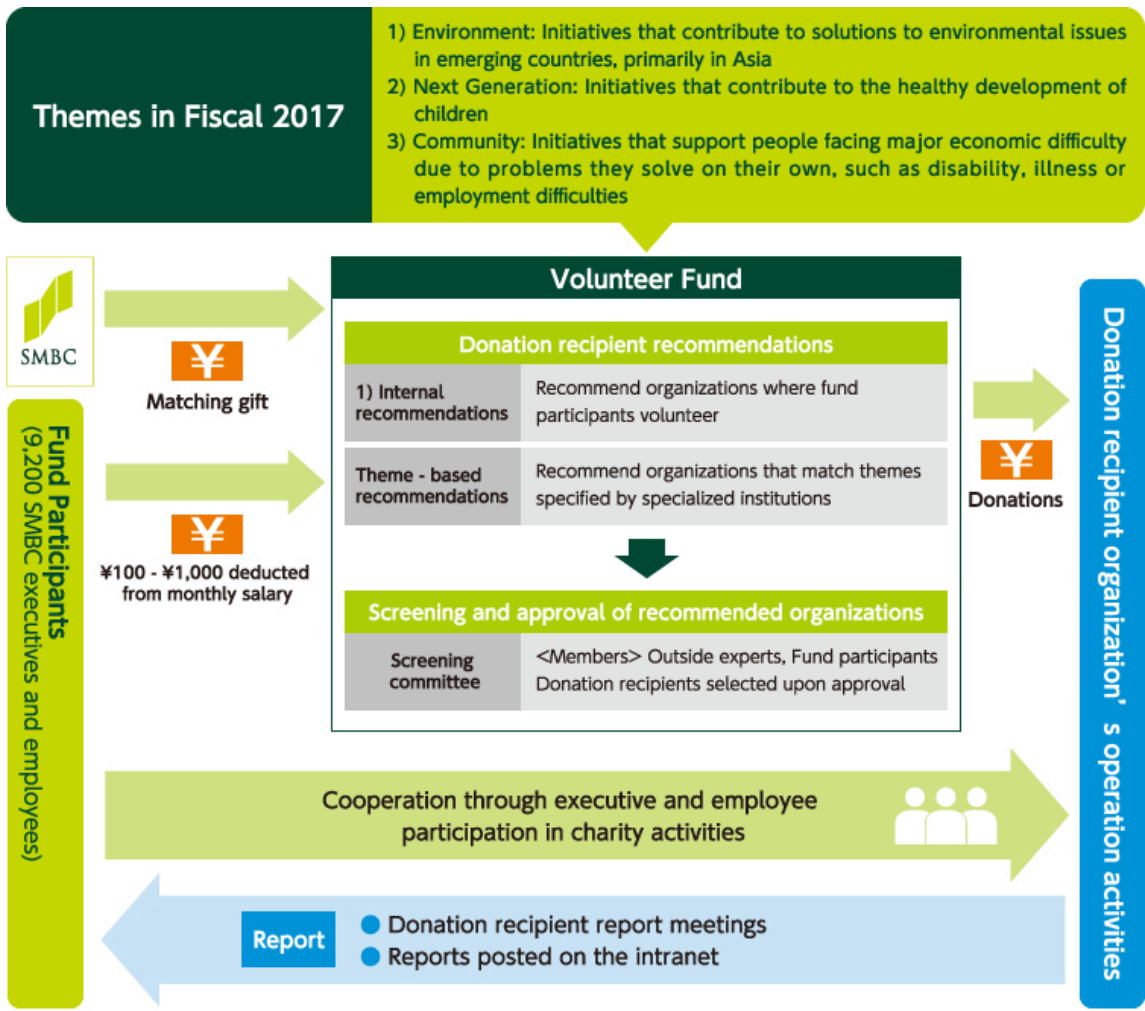 Themes in Fiscal 2017
1) Environment: Initiatives that contribute to solutions to environmental issues
in emerging countries, primarily in Asia
2) Next Generation: Initiatives that contribute to the healthy development of
children
3) Community: Initiatives that support people facing major economic difficulty
due to problems they solve on their own, such as disability, illness or
employment difficulties
SMBC
¥
Matching gift
Fund Participants
(9,200 SMBC executives and employees)
¥
¥100 - ¥1,000 deducted
from monthly salary
Volunteer Fund
Donation recipient recommendations
1) Internal
recommendations
Recommend organizations where fund
participants volunteer
Theme - based
recommendations
Recommend organizations that match themes
specified by specialized institutions
Screening and approval of recommended organizations
Screening
committee
<Members> Outside experts, Fund participants
Donation recipients selected upon approval
¥
Donations
Donation recipient organization's operation activities
Cooperation through executive and employee
participation in charity activities
Report
● Donation recipient report meetings
● Reports posted on the intranet